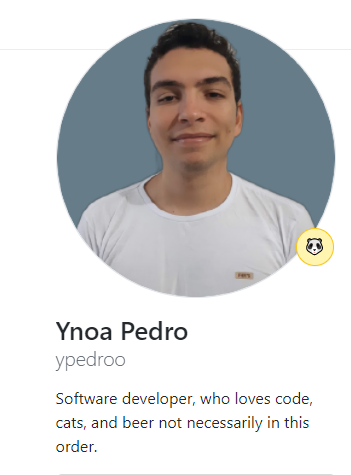 Ynoa Pedro
ypedroo
Software developer, who loves code,
cats, and beer not necessarily in this
order.